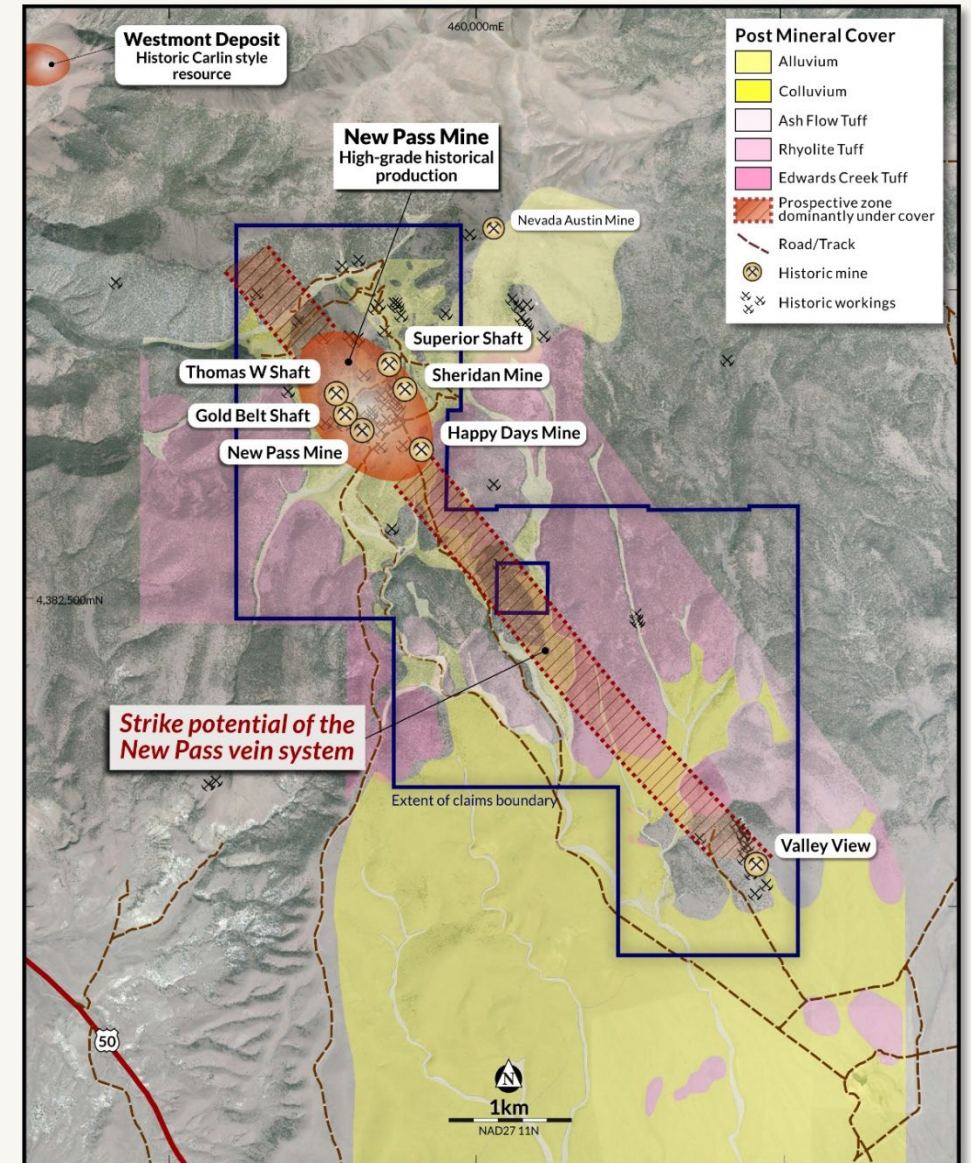 460,000mE
Westmont Deposit
Historic Carlin style
resource
Post Mineral Cover
Alluvium
Colluvium
Ash Flow Tuff
Rhyolite Tuff
Edwards Creek Tuff
Prospective zone
dominantly under cover
Road/Track
Historic mine
Historic workings
New Pass Mine
High-grade historical
production
Nevada Austin Mine
Superior Shaft
Thomas W Shaft
Sheridan Mine
Gold Belt Shaft
Happy Days Mine
New Pass Mine
4,382,500mN
Strike potential of the
New Pass vein system
Extent of claims boundary
Valley View
50
N
1km
NAD27 11N